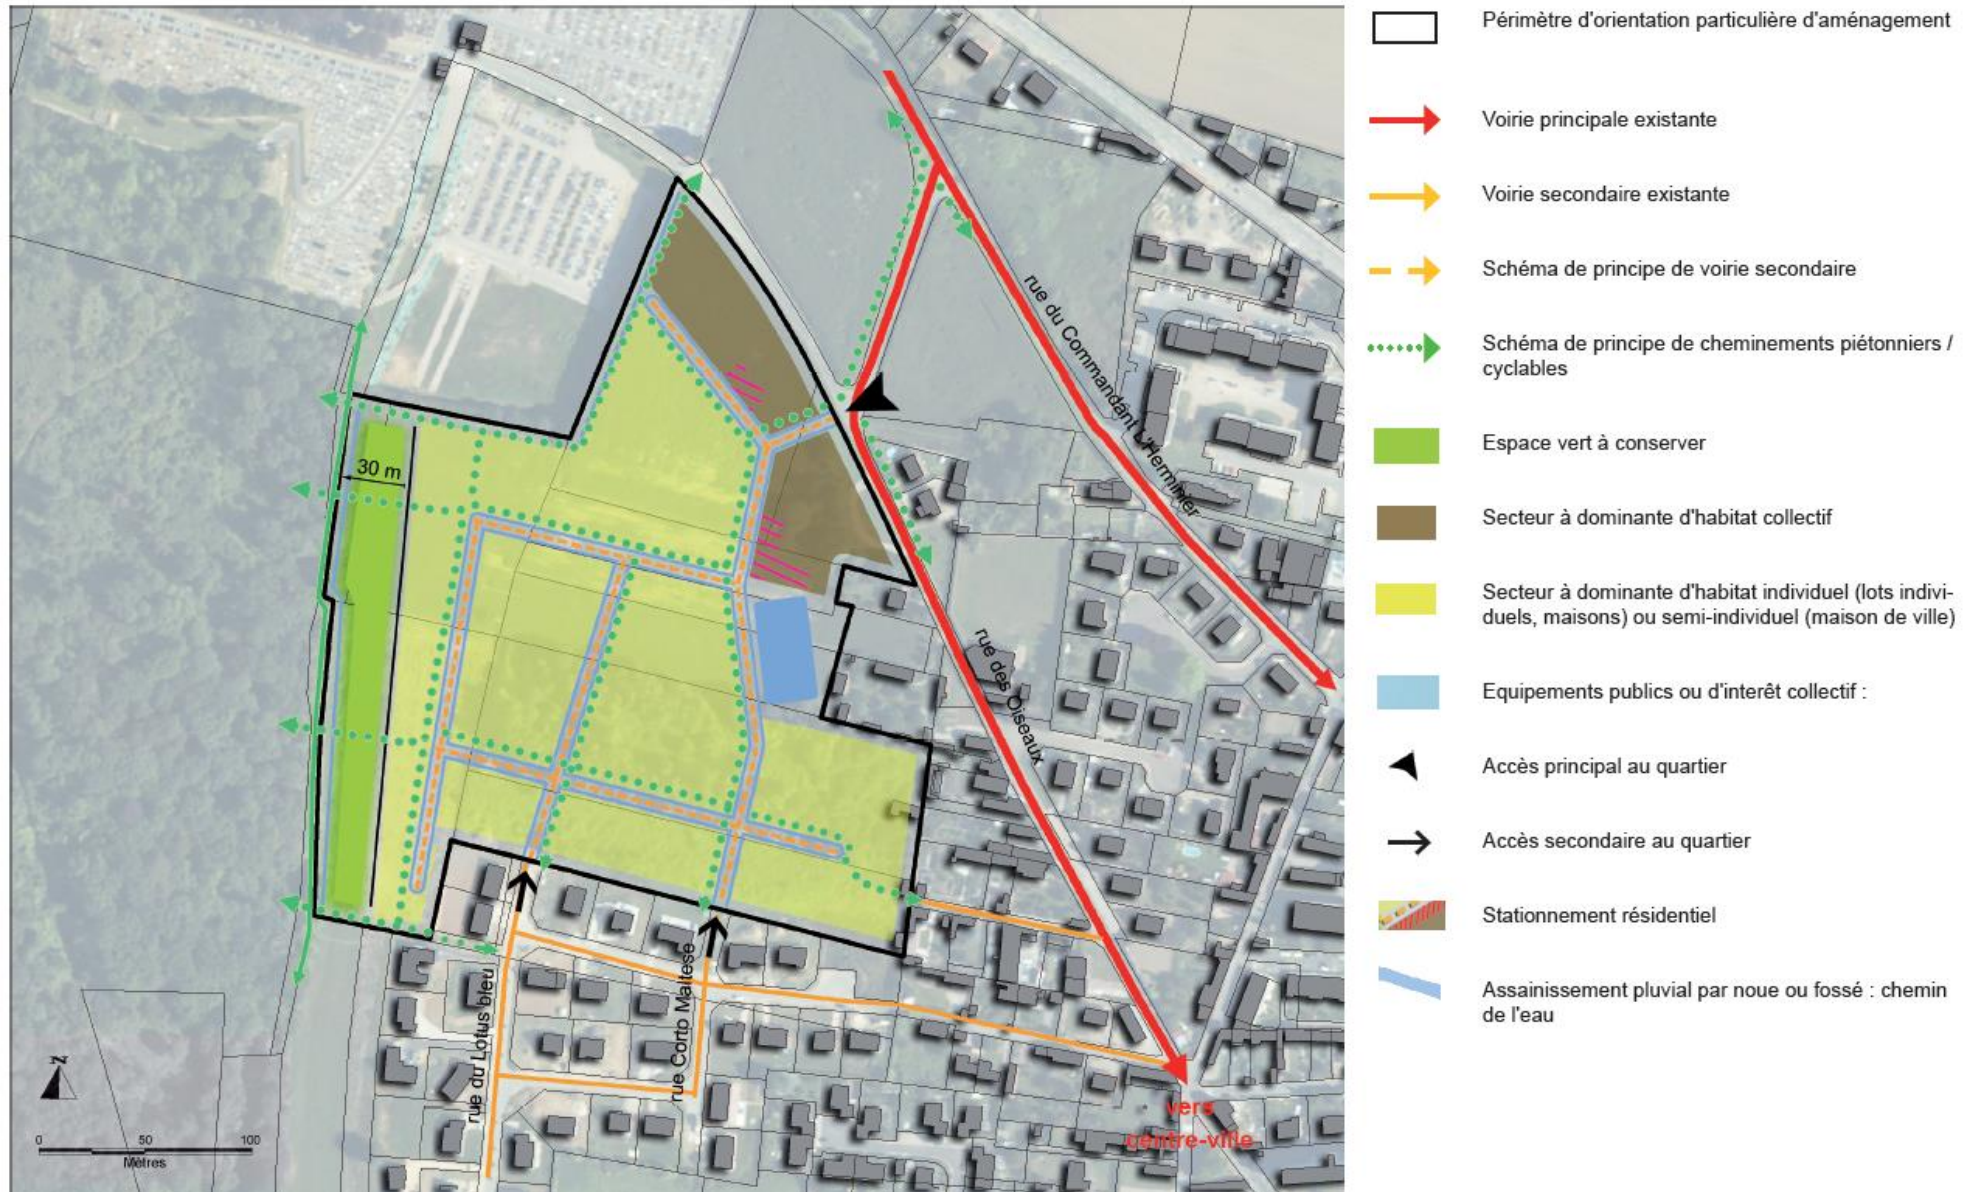 30 m
rue du Commandant L'Herminier
rue des Oiseaux
rue du Lotus bleu
rue Corto Maltese
vers
centre-ville
N
0 50 100
Mètres
Périmètre d'orientation particulière d'aménagement
Voirie principale existante
Voirie secondaire existante
Schéma de principe de voirie secondaire
Schéma de principe de cheminements piétonniers /
cyclables
Espace vert à conserver
Secteur à dominante d'habitat collectif
Secteur à dominante d'habitat individuel (lots indivi-
duels, maisons) ou semi-individuel (maison de ville)
Equipements publics ou d'interêt collectif :
Accès principal au quartier
Accès secondaire au quartier
Stationnement résidentiel
Assainissement pluvial par noue ou fossé : chemin
de l'eau